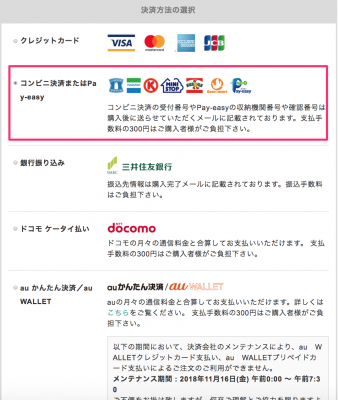 決済方法の選択
クレジットカード
VISA mastercard AMERICAN EXPRESS JCB
コンビニ決済またはPa
y-easy
K MINI STOP Pay-easy
コンビニ決済の受付番号やPay-easyの収納機関番号や確認番号は
購入後に送らせていただくメールに記載されております。支払手
数料の300円はご購入者様がご負担下さい。
銀行振り込み
SMBC 三井住友銀行
振込先情報は購入完了メールに記載されております。振込手数料
はご負担下さい。
ドコモ ケータイ払い
döcomo
ドコモの月々の通信料金と合算してお支払いいただけます。 支払
手数料の300円はご購入者様がご負担下さい。
au かんたん決済／au
WALLET
auかんたん決済 / au WALLET
auの月々の通信料金と合算してお支払いいただけます。詳しくは
こちらをご覧ください。 支払手数料の300円はご購入者様がご負
担下さい。
以下の期間において、決済会社のメンテナンスにより、au W
ALLETクレジットカード支払い、au WALLETプリペイドカ
ード支払いによるご注文のご利用ができません。
メンテナンス期間：2018年11月16日(金) 午前0:00 〜 午前7:3
0